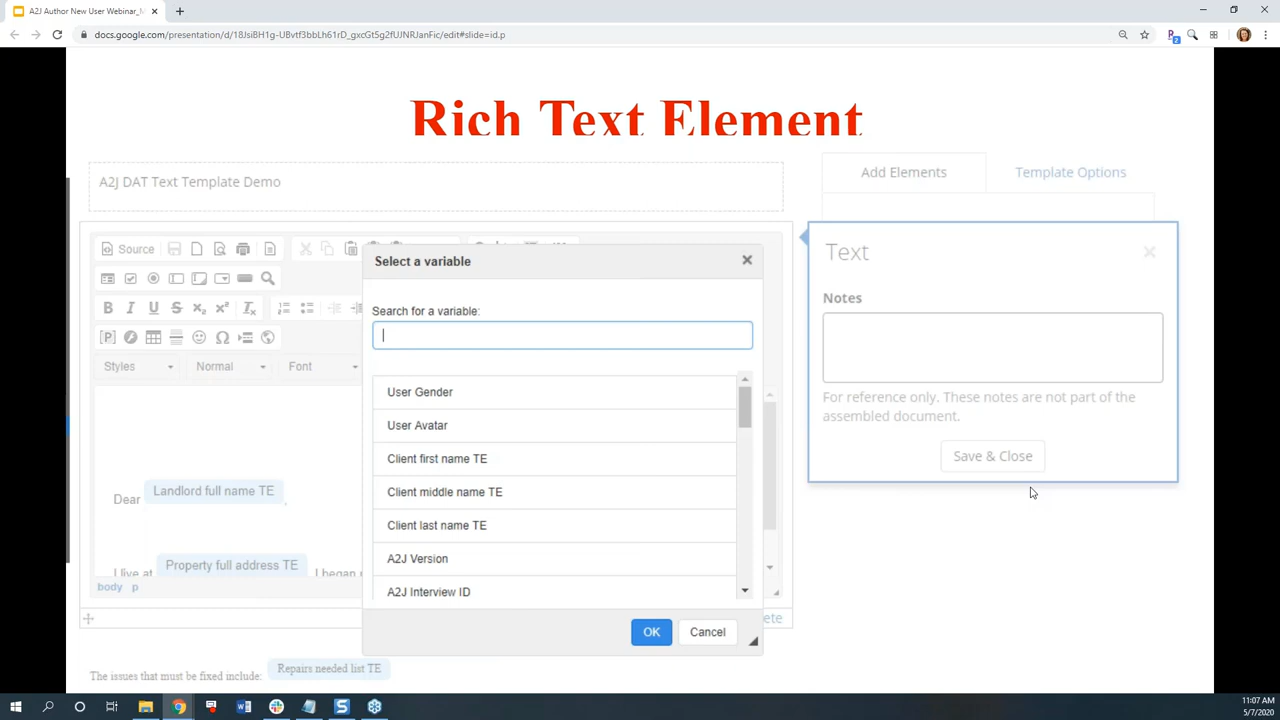 A2J Author New User Webinar_M
docs.google.com/presentation/d/18JsiBH1g-UBvtf3bbLh61rD_gxcGt5g2fUJNRJanFic/edit#slide=id.p
2
Rich Text Element
A2J DAT Text Template Demo
Add Elements
Template Options
Source
Styles
Normal
Font
Dear Landlord full name TE ,
I live at Property full address TE I began
body p
Select a variable
Search for a variable:
User Gender
User Avatar
Client first name TE
Client middle name TE
Client last name TE
A2J Version
A2J Interview ID
OK
Cancel
Text
Notes
For reference only. These notes are not part of the
assembled document.
Save & Close
The issues that must be fixed include: Repairs needed list TE
11:07 AM
5/7/2020